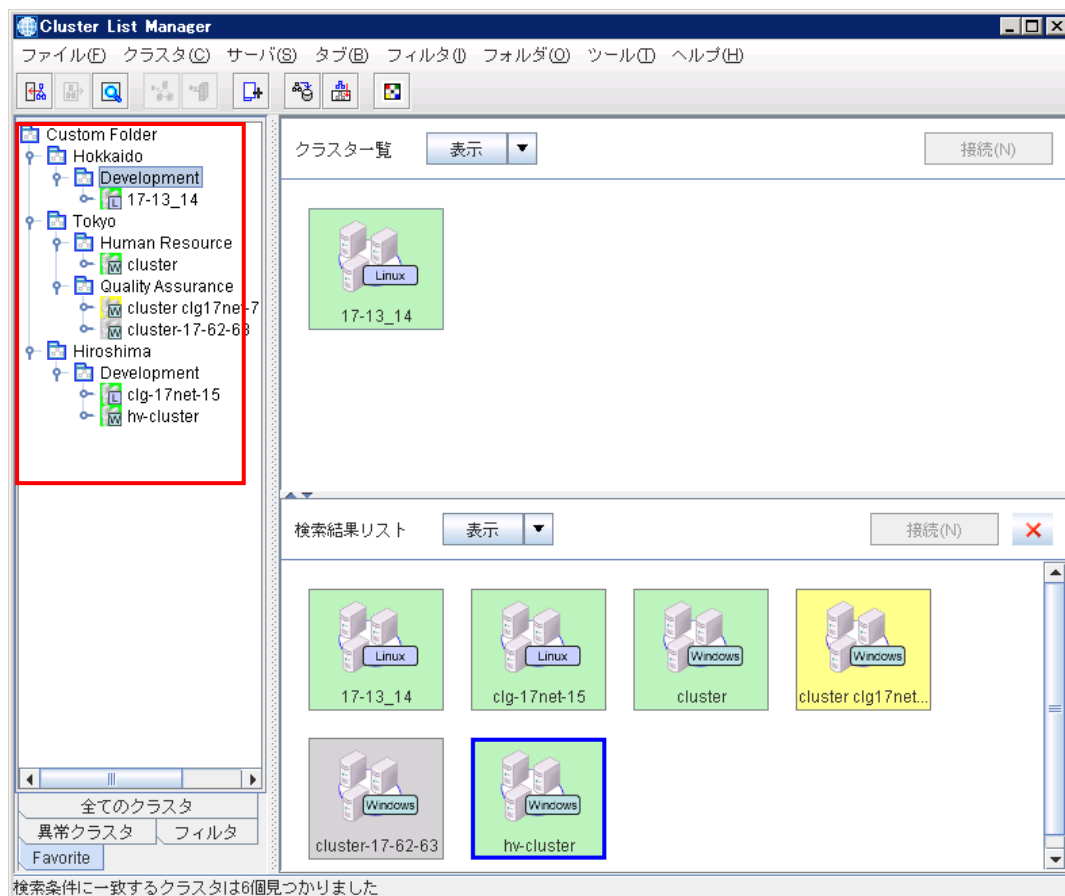 Cluster List Manager
ファイル(F) クラスタ(C) サーバ(S) タブ(B) フィルタ(I) フォルダ(O) ツール(T) ヘルプ(H)
Custom Folder
Hokkaido
Development
17-13_14
Tokyo
Human Resource
cluster
Quality Assurance
cluster clg17net-7
cluster-17-62-63
Hiroshima
Development
clg-17net-15
hv-cluster
全てのクラスタ
異常クラスタ フィルタ
Favorite
クラスター覧 表示 接続(N)
Linux
17-13_14
検索結果リスト 表示 接続(N)
Linux Linux Windows Windows
17-13_14 clg-17net-15 cluster cluster clg17net...
Windows Windows
cluster-17-62-63 hv-cluster
検索条件に一致するクラスタは6個見つかりました